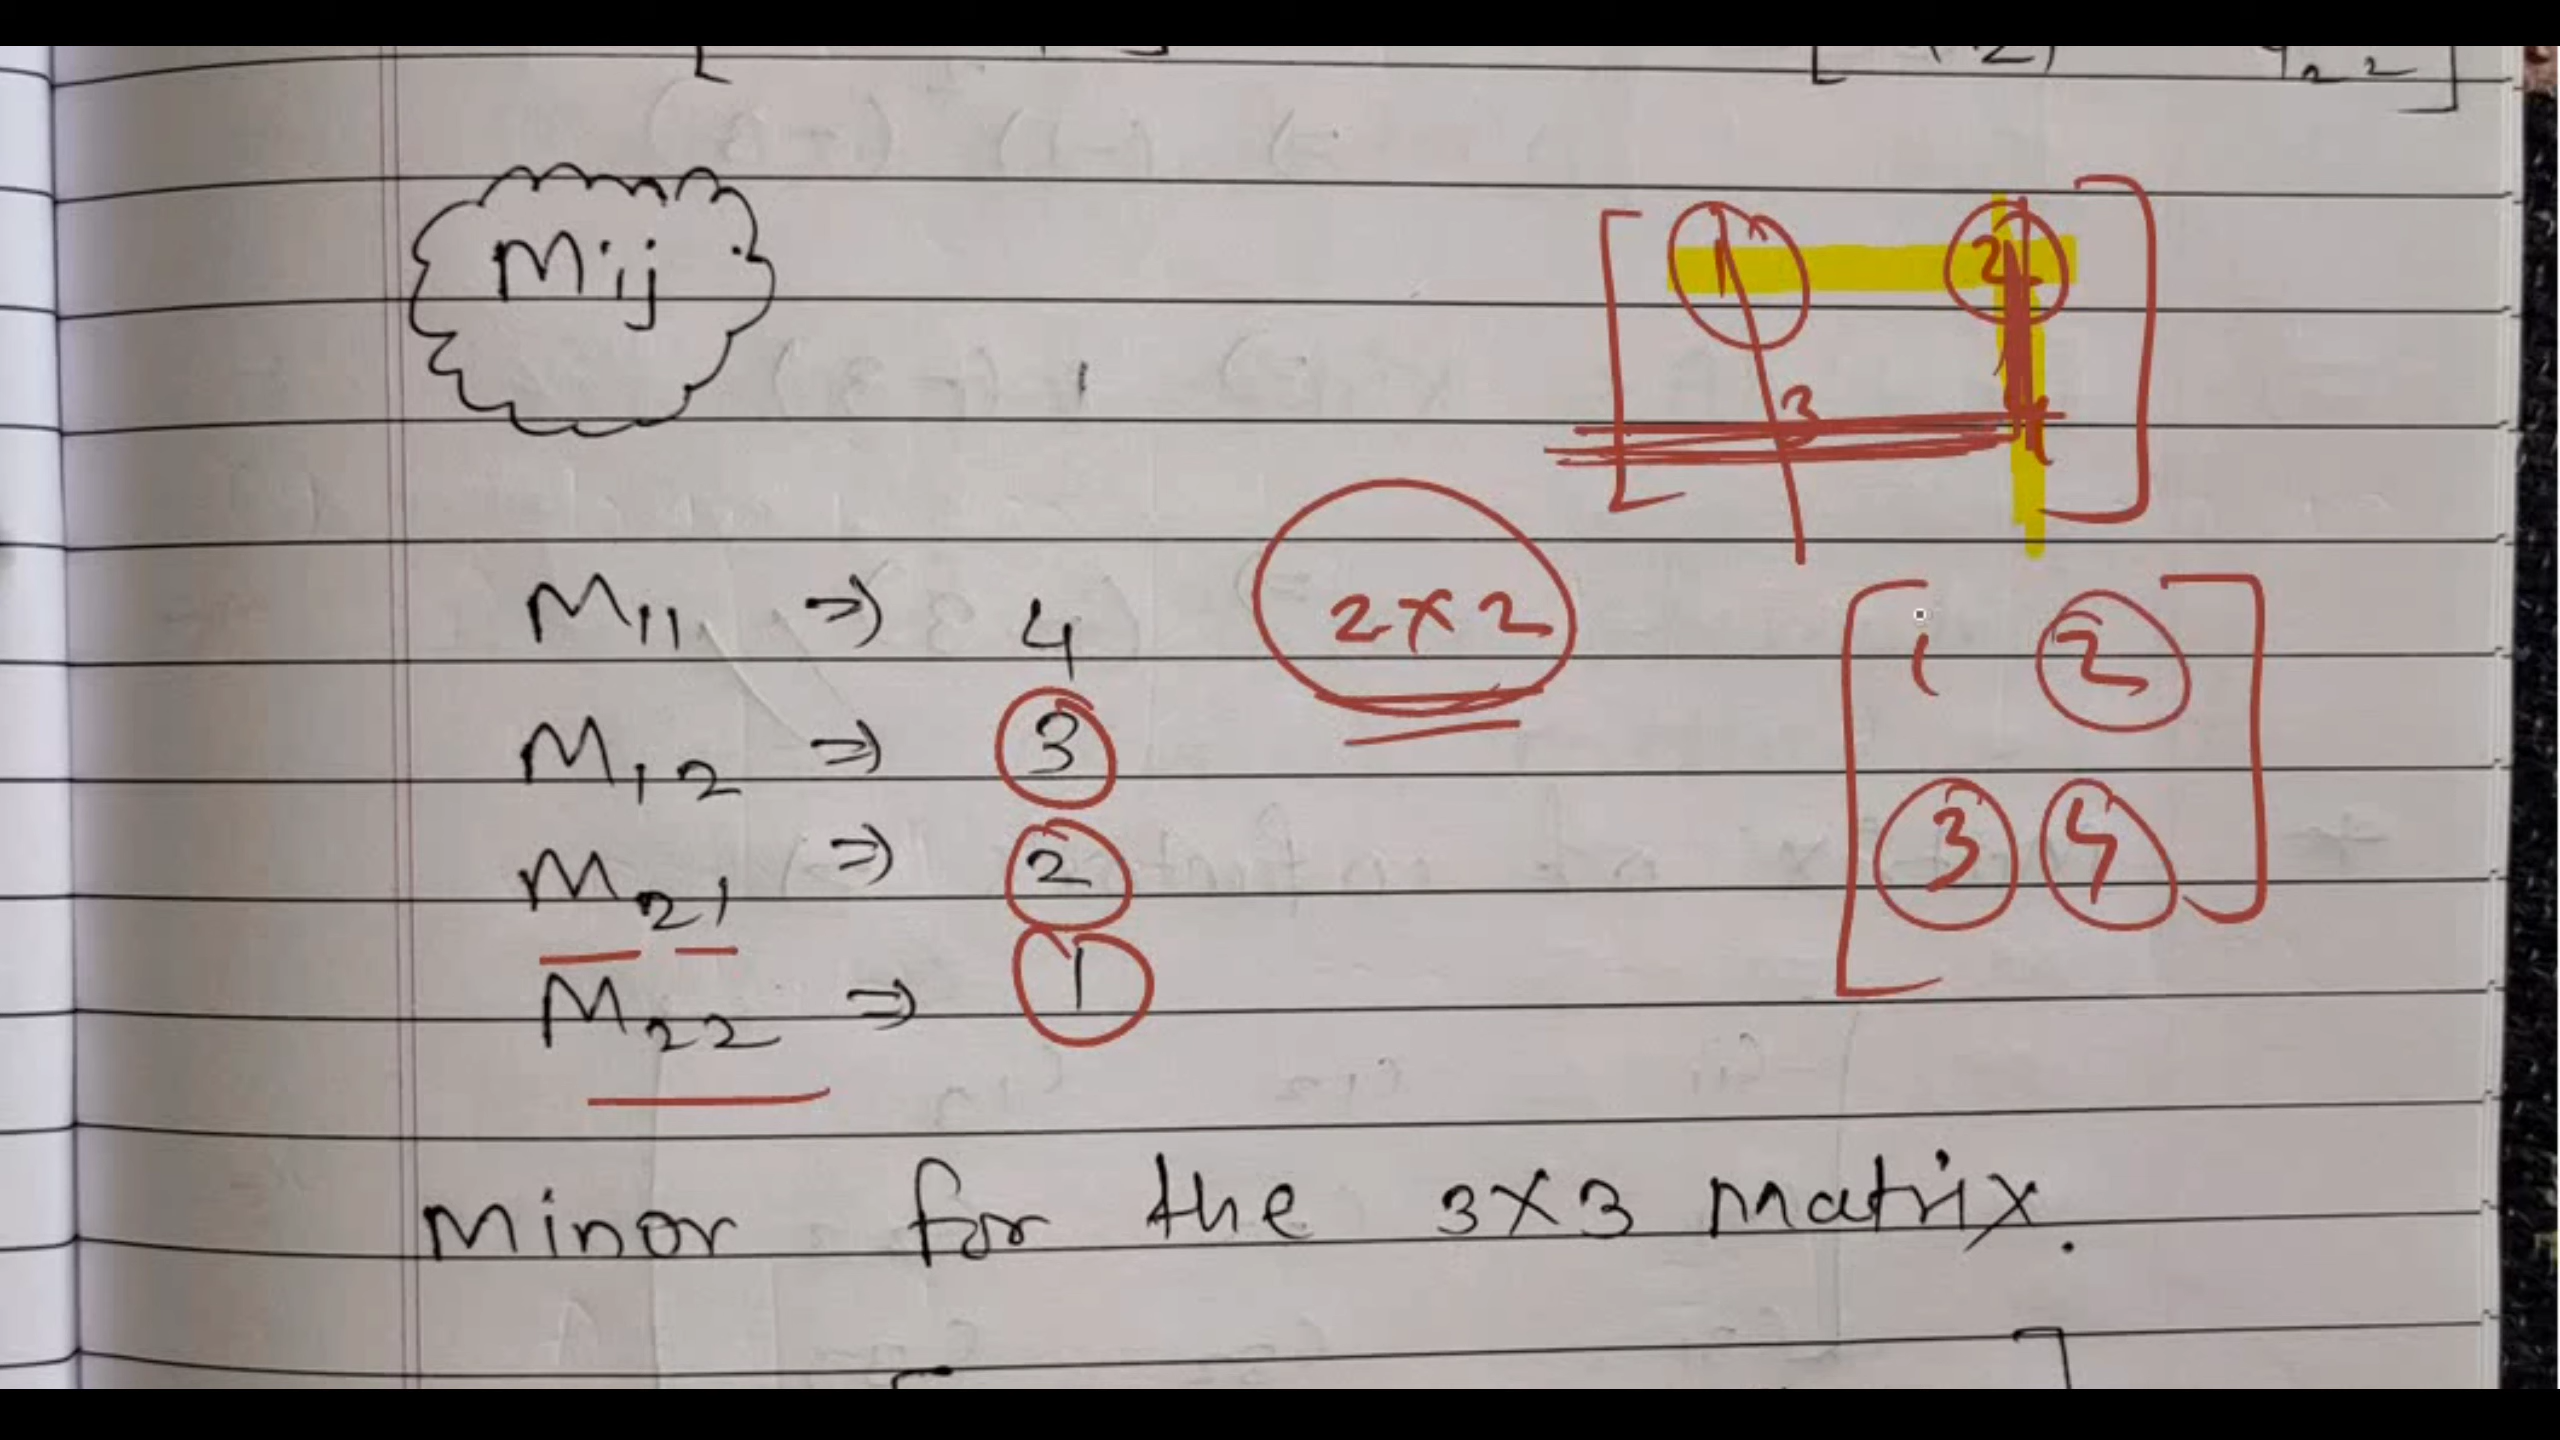 Mij
1 2
3 4
M11 ⇒ 4
2×2
1 2
M12 ⇒ 3
3 4
M21 ⇒ 2
M22 ⇒ 1
Minor for the 3×3 matrix.